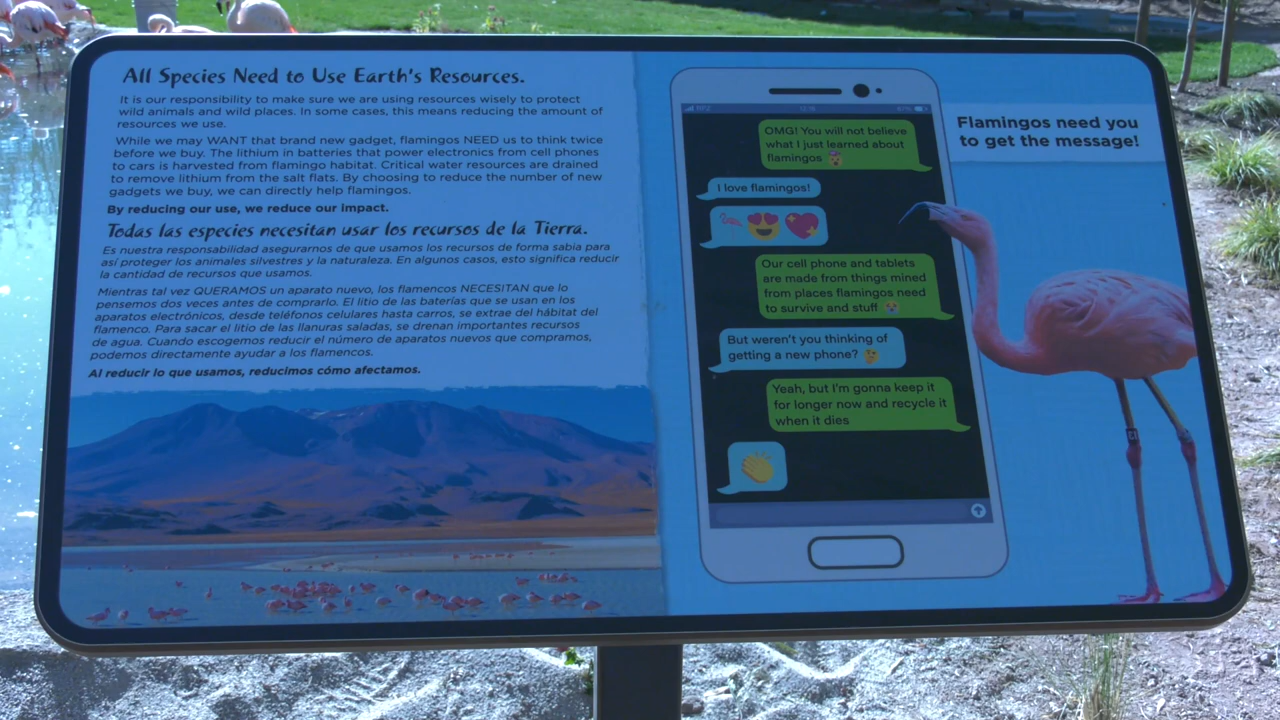 All Species Need to Use Earth's Resources.
It is our responsibility to make sure we are using resources wisely to protect
wild animals and wild places. In some cases, this means reducing the amount of
resources we use.
While we may WANT that brand new gadget, flamingos NEED us to think twice
before we buy. The lithium in batteries that power electronics from cell phones
to cars is harvested from flamingo habitat. Critical water resources are drained
to remove lithium from the salt flats. By choosing to reduce the number of new
gadgets we buy, we can directly help flamingos.
By reducing our use, we reduce our impact.
Todas las especies necesitan usar los recursos de la Tierra.
Es nuestra responsabilidad asegurarnos de que usamos los recursos de forma sabia para
así proteger los animales silvestres y la naturaleza. En algunos casos, esto significa reducir
la cantidad de recursos que usamos.
Mientras tal vez QUERAMOS un aparato nuevo, los flamencos NECESITAN que lo
pensemos dos veces antes de comprarlo. El litio de las baterías que se usan en los
aparatos electrónicos, desde teléfonos celulares hasta carros, se extrae del hábitat del
flamenco. Para sacar el litio de las llanuras saladas, se drenan importantes recursos
de agua. Cuando escogemos reducir el número de aparatos nuevos que compramos,
podemos directamente ayudar a los flamencos.
Al reducir lo que usamos, reducimos cómo afectamos.
OMG! You will not believe
what I just learned about
flamingos
I love flamingos!
Our cell phone and tablets
are made from things mined
from places flamingos need
to survive and stuff
But weren't you thinking of
getting a new phone?
Yeah, but I'm gonna keep it
for longer now and recycle it
when it dies
Flamingos need you
to get the message!